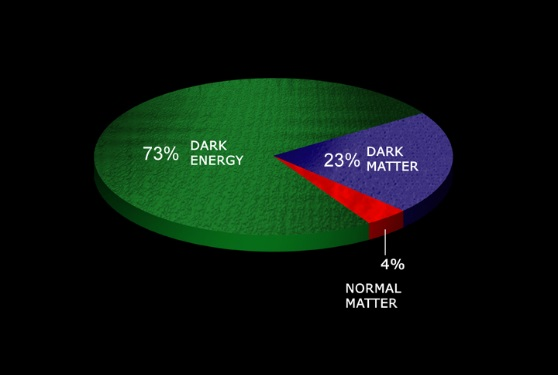 73%
DARK
ENERGY
23%
DARK
MATTER
4%
NORMAL
MATTER